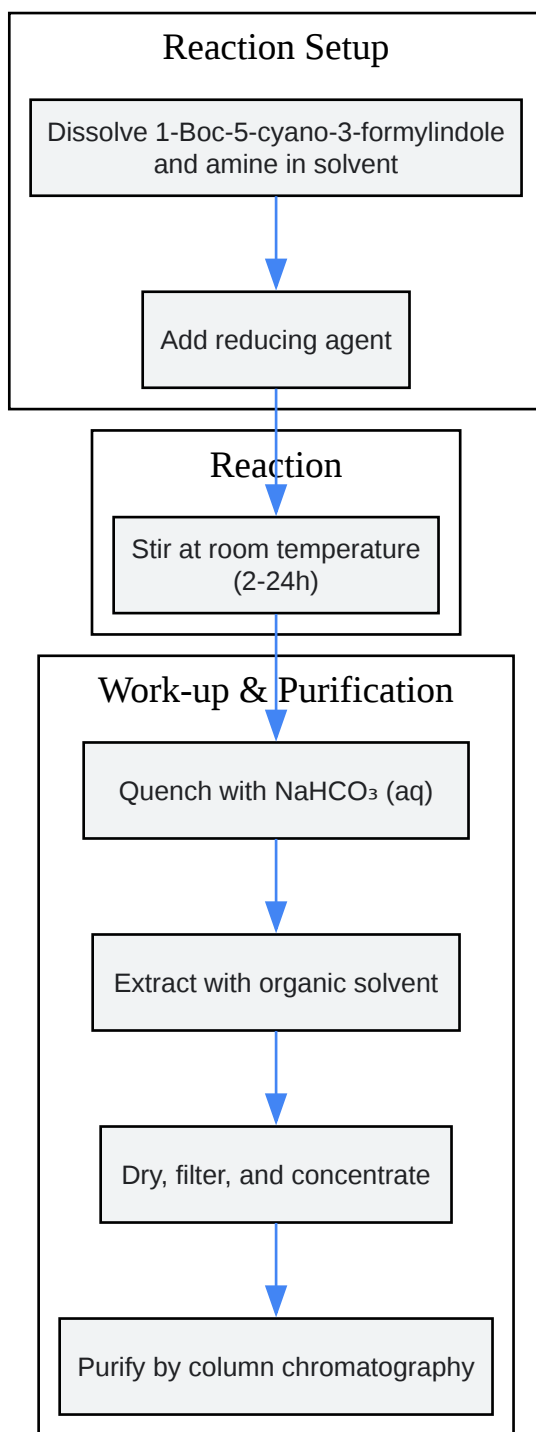 Reaction Setup
Dissolve 1-Boc-5-cyano-3-formylindole
and amine in solvent
Add reducing agent
Reaction
Stir at room temperature
(2-24h)
Work-up & Purification
Quench with NaHCO₃ (aq)
Extract with organic solvent
Dry, filter, and concentrate
Purify by column chromatography